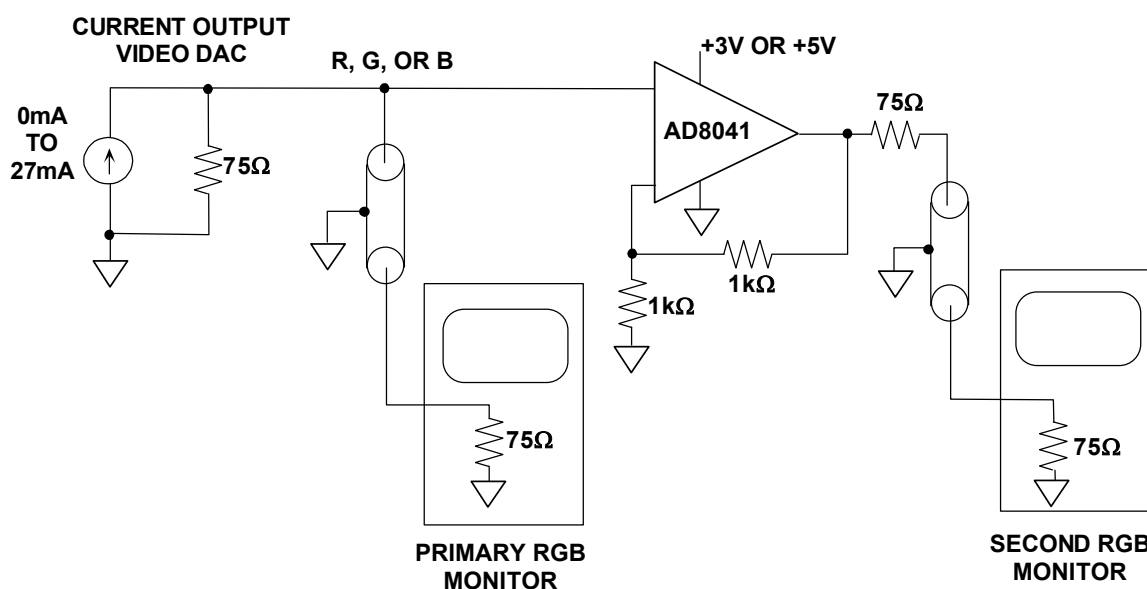 CURRENT OUTPUT
VIDEO DAC
R, G, OR B
+3V OR +5V
0mA
TO
27mA
75Ω
AD8041
75Ω
1kΩ
1kΩ
75Ω
75Ω
PRIMARY RGB
MONITOR
SECOND RGB
MONITOR